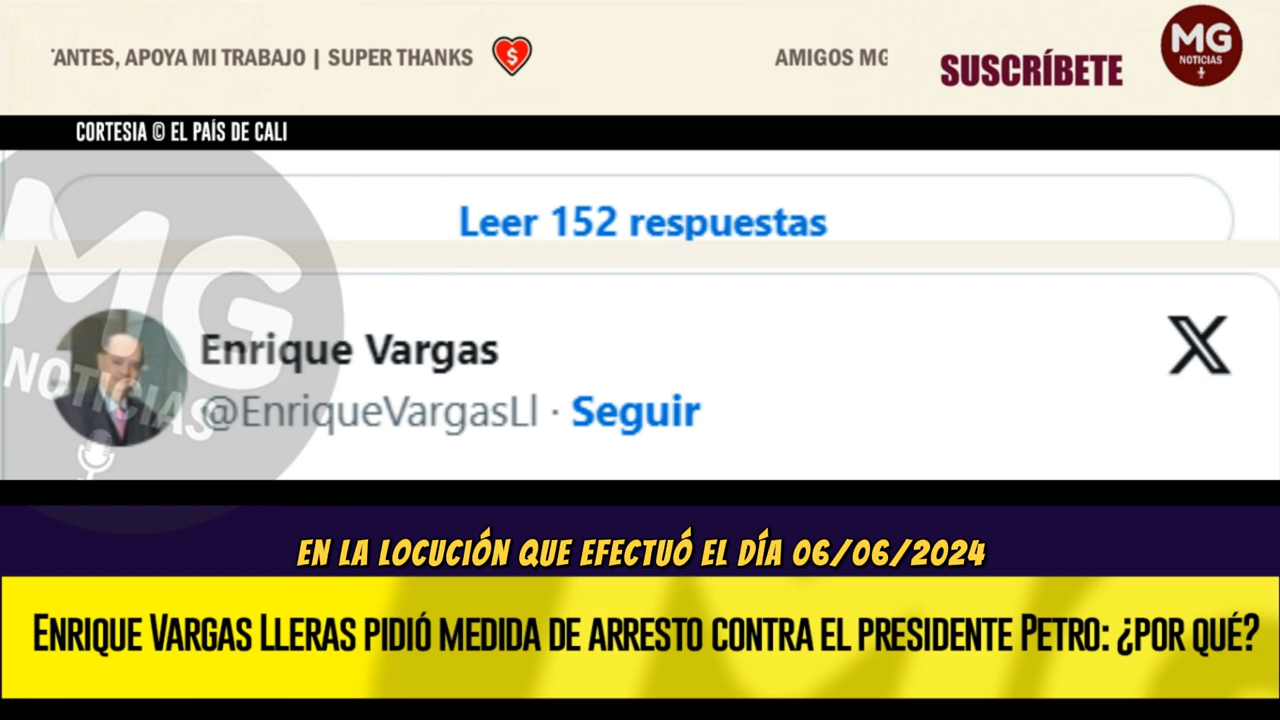 'ANTES, APOYA MI TRABAJO | SUPER THANKS
$
AMIGOS MG
SUSCRÍBETE
MG
NOTICIAS
CORTESIA © EL PAÍS DE CALI
MG
NOTICIAS
Leer 152 respuestas
Enrique Vargas
X
@EnriqueVargasLl · Seguir
EN LA LOCUCIÓN QUE EFECTUÓ EL DÍA 06/06/2024
ENRIQUE VARGAS LLERAS PIDIÓ MEDIDA DE ARRESTO CONTRA EL PRESIDENTE PETRO: ¿POR QUÉ?